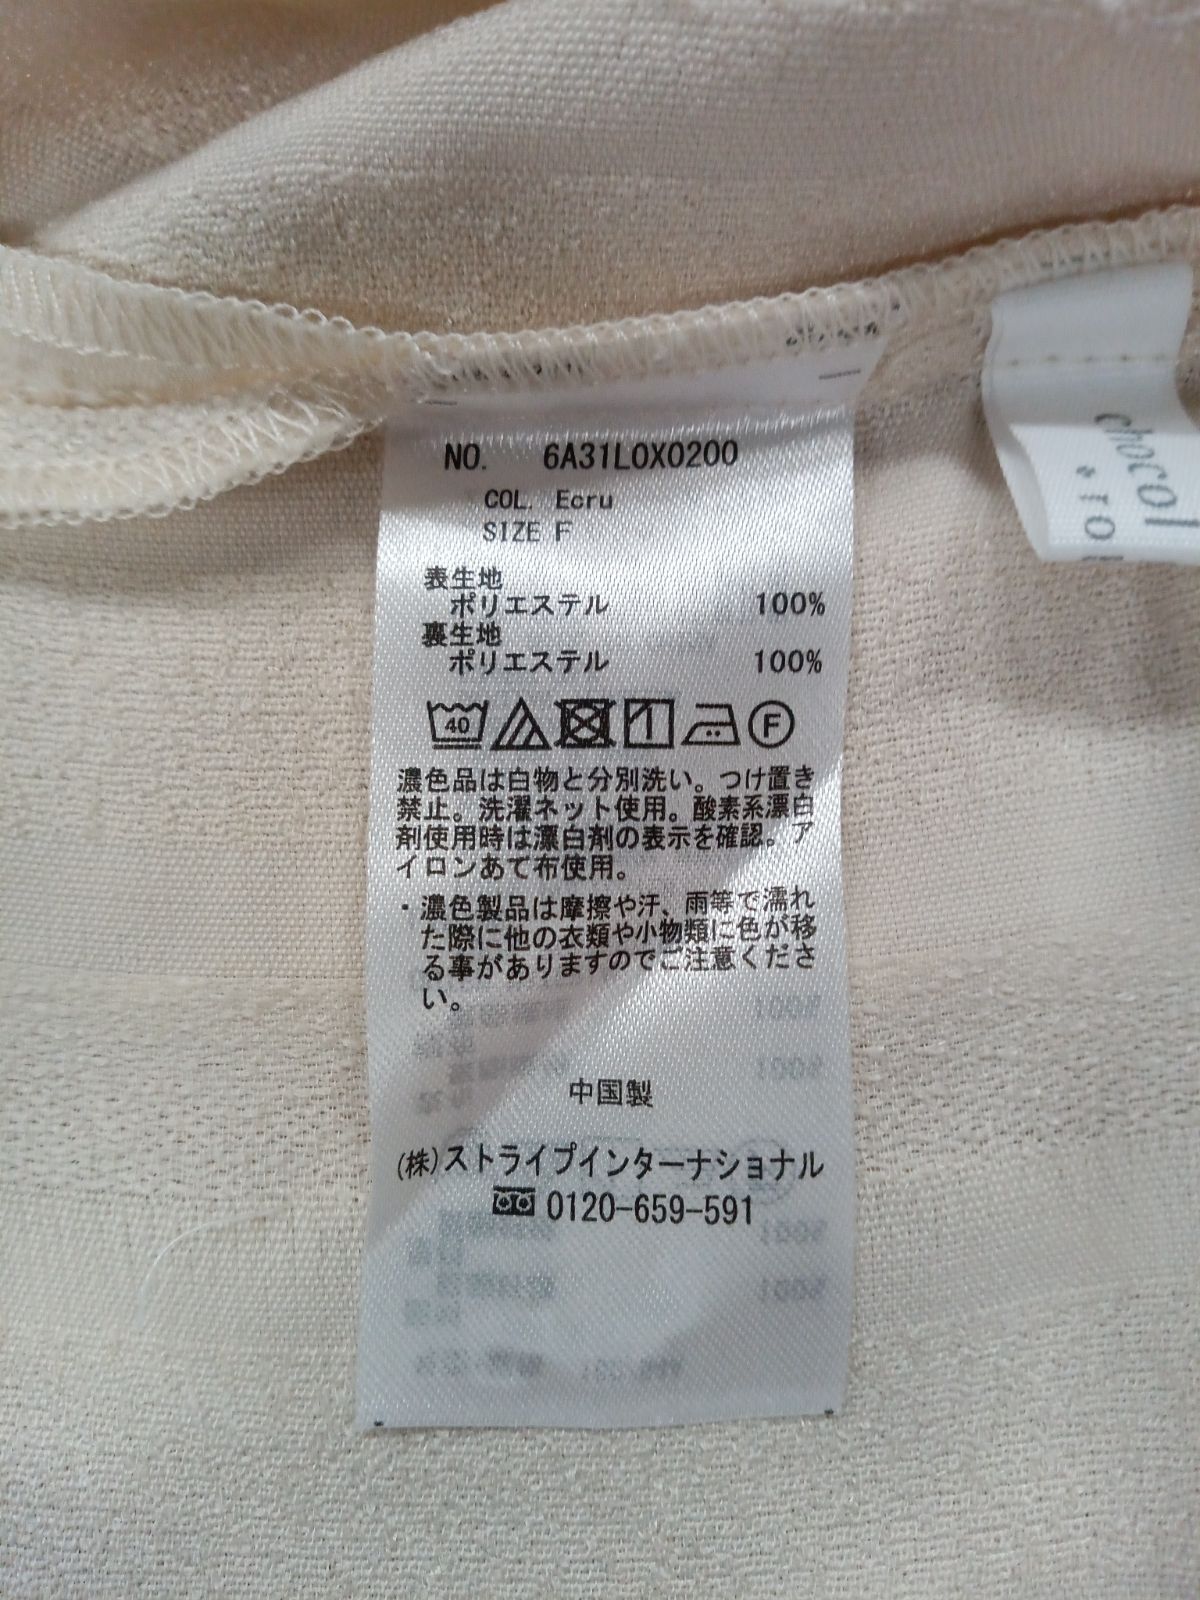 NO. 6A31L0X0200
COL. Ecru
SIZE F
表生地
ポリエステル 100%
裏生地
ポリエステル 100%
40 F
濃色品は白物と分別洗い。つけ置き
禁止。洗濯ネット使用。酸素系漂白
剤使用時は漂白剤の表示を確認。ア
イロンあて布使用。
・濃色製品は摩擦や汗、雨等で濡れ
た際に他の衣類や小物類に色が移
る事がありますのでご注意くださ
い。
中国製
(株)ストライプインターナショナル
0120-659-591
chocol